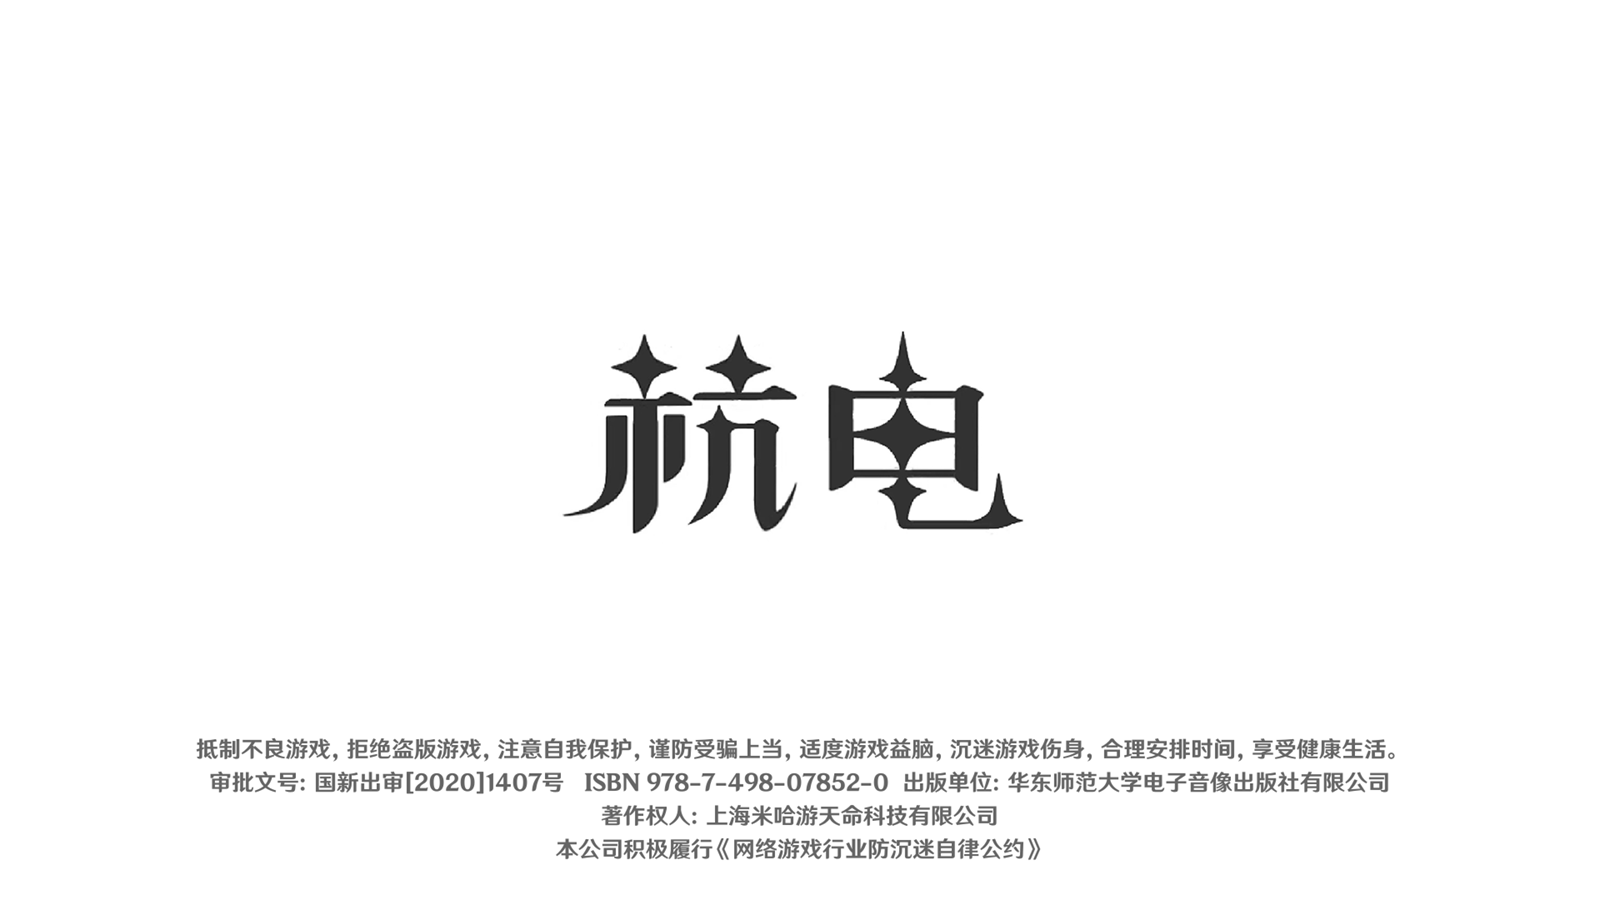 杭电
抵制不良游戏，拒绝盗版游戏，注意自我保护，谨防受骗上当，适度游戏益脑，沉迷游戏伤身，合理安排时间，享受健康生活。
审批文号：国新出审[2020]1407号 ISBN 978-7-498-07852-0 出版单位：华东师范大学电子音像出版社有限公司
著作权人：上海米哈游天命科技有限公司
本公司积极履行《网络游戏行业防沉迷自律公约》